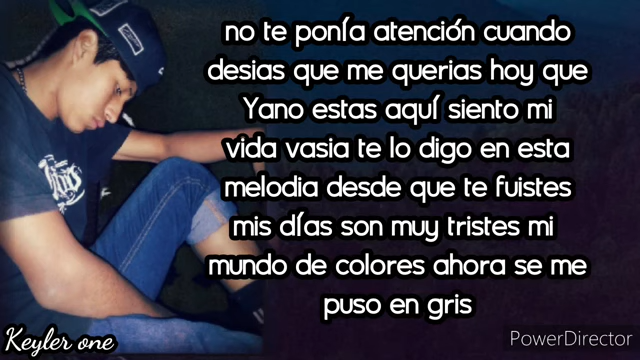 no te ponía atención cuando
desias que me querias hoy que
Yano estas aquí siento mi
vida vasia te lo digo en esta
melodia desde que te fuistes
mis días son muy tristes mi
mundo de colores ahora se me
puso en gris
Keyler one
PowerDirector